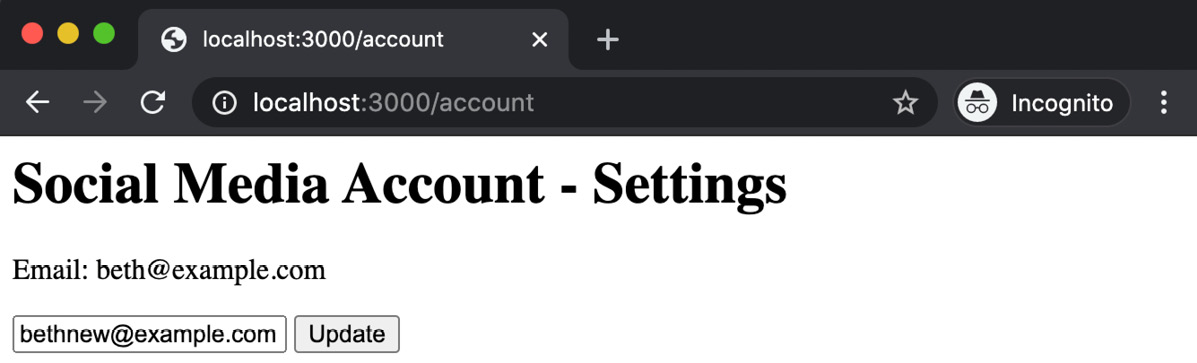 localhost:3000/account
localhost:3000/account Incognito
Social Media Account - Settings
Email: beth@example.com
bethnew@example.com Update